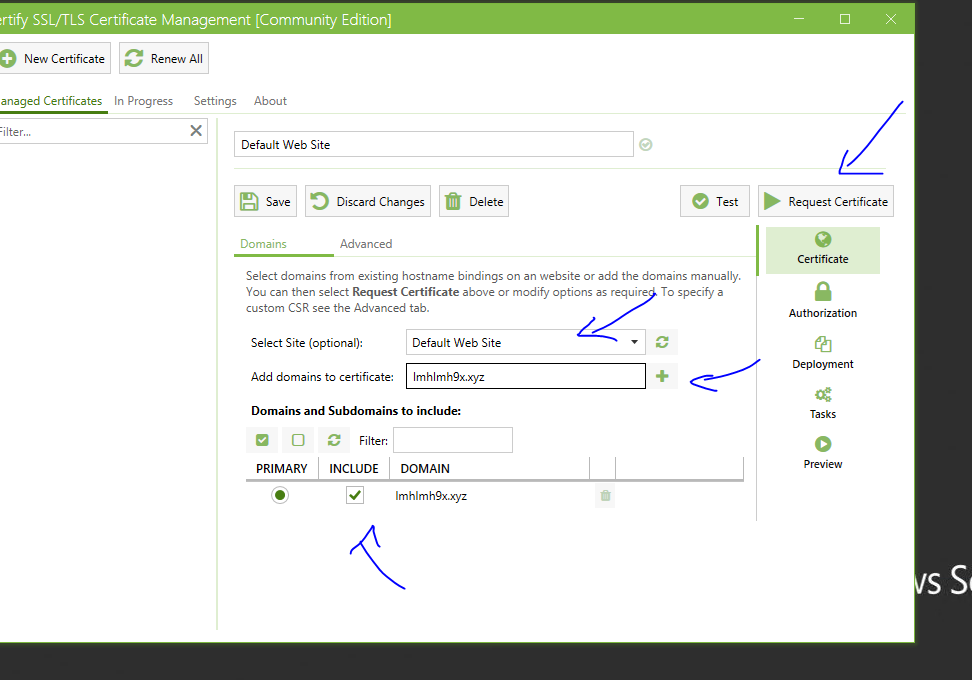 ertify SSL/TLS Certificate Management [Community Edition]
New Certificate Renew All
anaged Certificates In Progress Settings About
Filter...
Default Web Site
Save Discard Changes Delete Test Request Certificate
Domains Advanced
Certificate
Select domains from existing hostname bindings on an website or add the domains manually.
You can then select Request Certificate above or modify options as required. To specify a
custom CSR see the Advanced tab.
Authorization
Select Site (optional): Default Web Site
Deployment
Add domains to certificate: lmhlmh9x.xyz
Domains and Subdomains to include:
Tasks
Filter:
Preview
PRIMARY INCLUDE DOMAIN
lmhlmh9x.xyz
ws Se